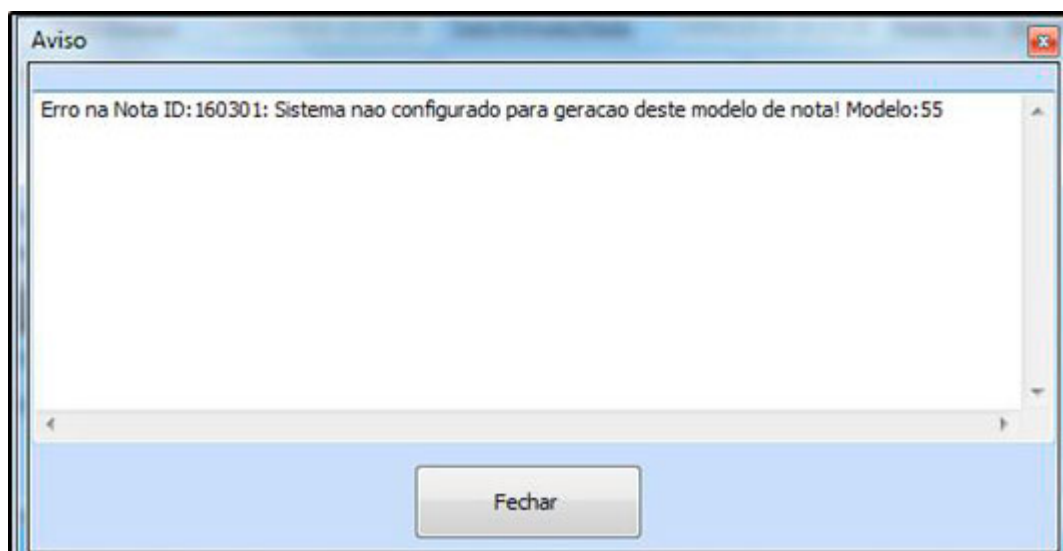 Aviso
Erro na Nota ID:160301: Sistema nao configurado para geracao deste modelo de nota! Modelo:55
Fechar